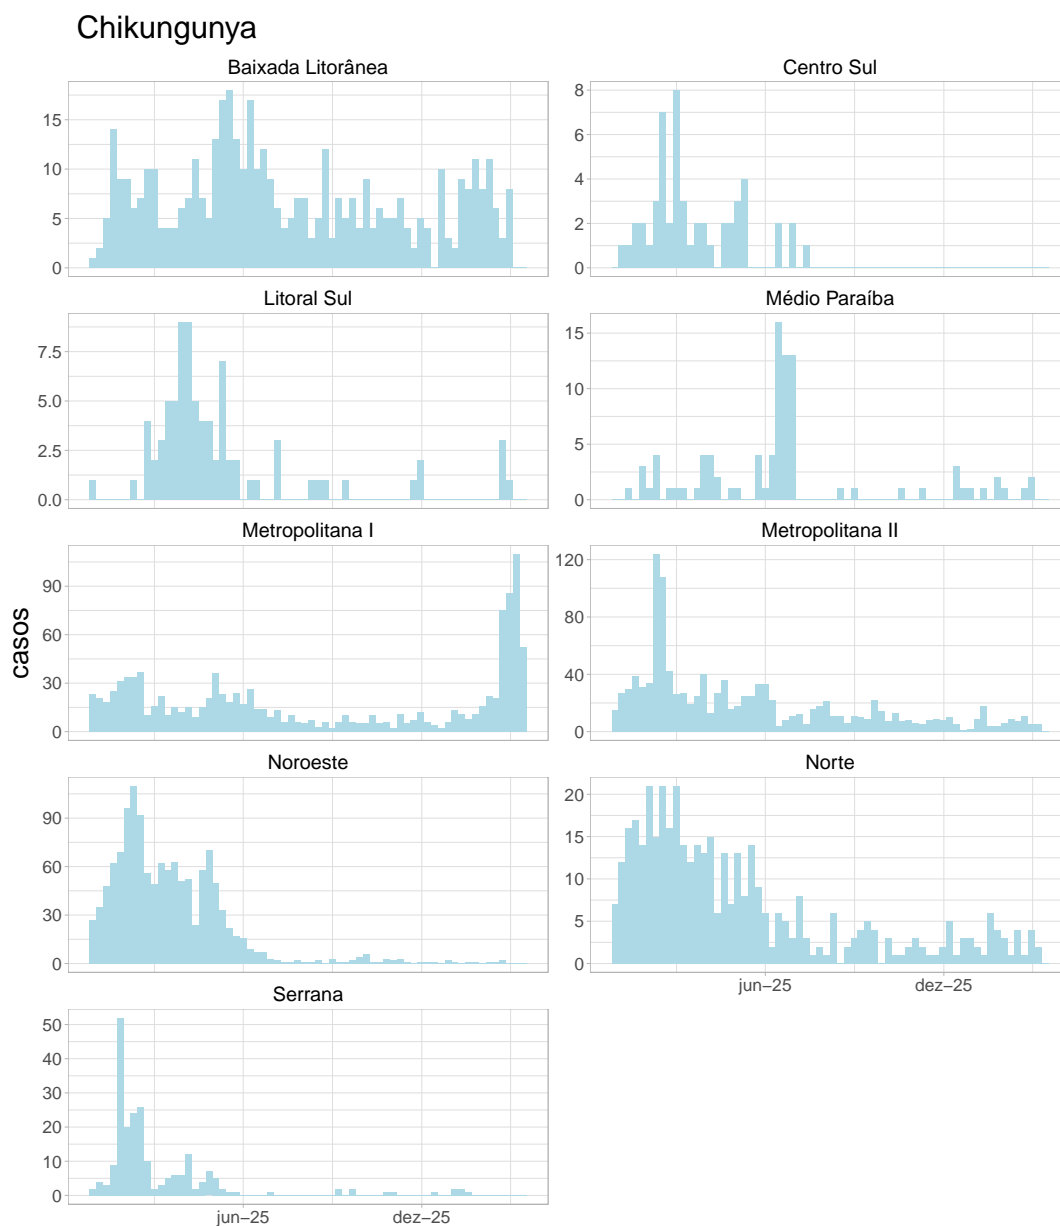 Chikungunya
Baixada Litorânea
Centro Sul
15
10
5
0
8
6
4
2
0
Litoral Sul
Médio Paraíba
7.5
5.0
2.5
0.0
15
10
5
0
Metropolitana I
Metropolitana II
90
60
30
0
120
80
40
0
casos
Noroeste
Norte
90
60
30
0
20
15
10
5
0
jun−25
dez−25
Serrana
50
40
30
20
10
0
jun−25
dez−25